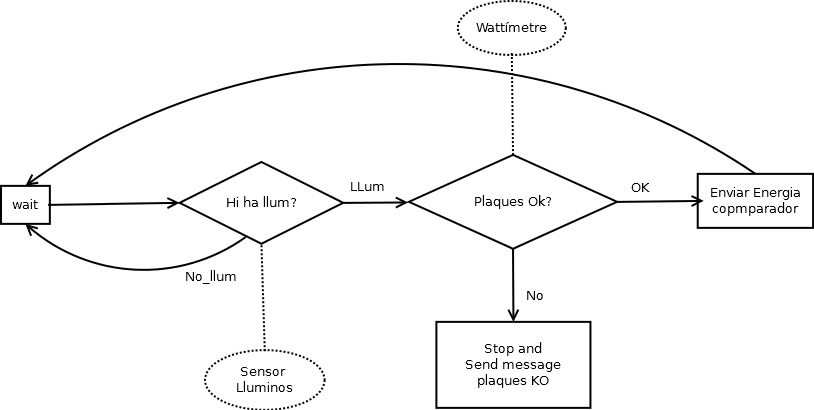 Wattímetre
LLum
OK
wait
Hi ha llum?
Plaques Ok?
Enviar Energia
copmparador
No_llum
No
Stop and
Send message
plaques KO
Sensor
Lluminos